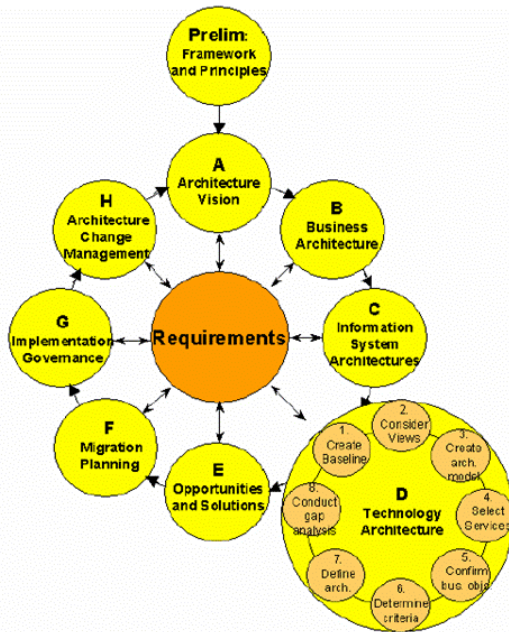 Prelim:
Framework
and Principles
A
Architecture
Vision
H
Architecture
Change
Management
B
Business
Architecture
G
Implementation
Governance
Requirements
C
Information
System
Architectures
F
Migration
Planning
E
Opportunities
and Solutions
D
Technology
Architecture
1.
Create
Baseline
2.
Consider
Views
3.
Create
arch.
model
4.
Select
Services
5.
Confirm
bus. objs.
6.
Determine
criteria
7.
Define
arch.
8.
Conduct
gap
analysis